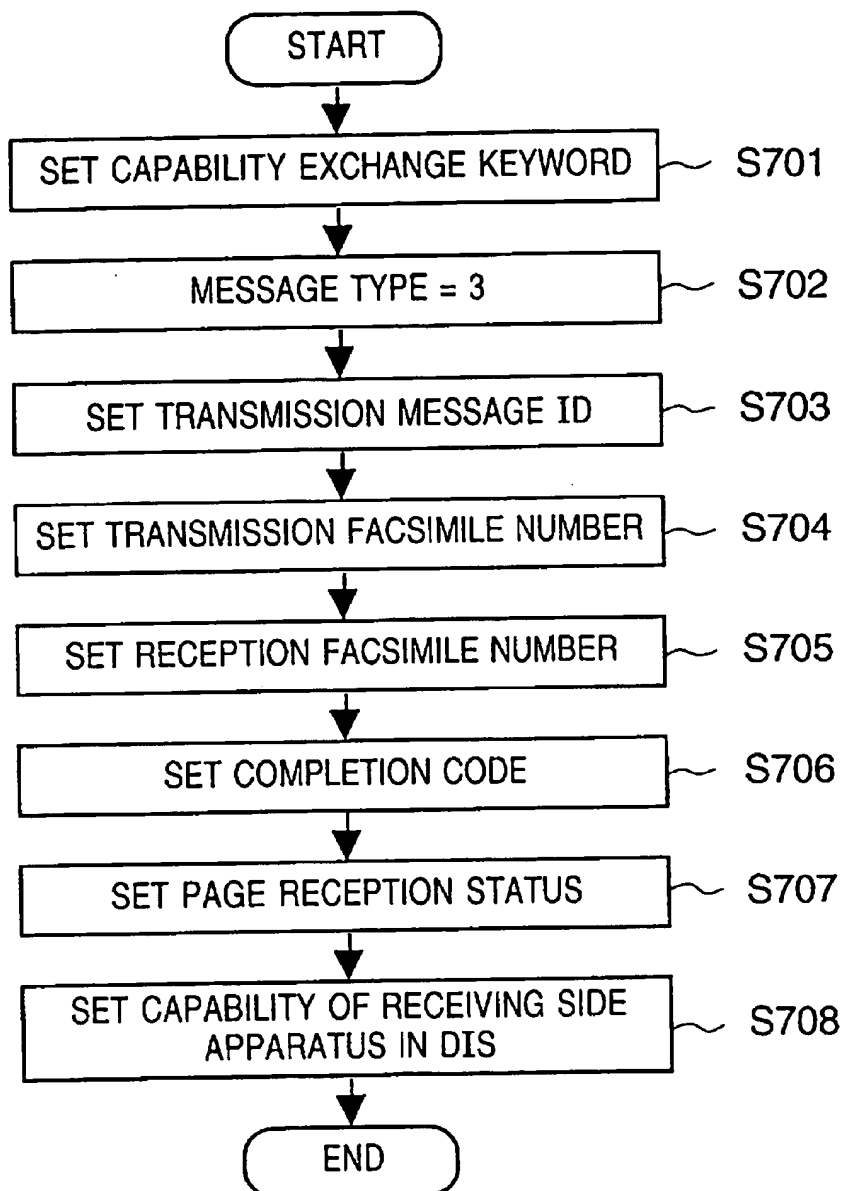 START
SET CAPABILITY EXCHANGE KEYWORD S701
MESSAGE TYPE = 3 S702
SET TRANSMISSION MESSAGE ID S703
SET TRANSMISSION FACSIMILE NUMBER S704
SET RECEPTION FACSIMILE NUMBER S705
SET COMPLETION CODE S706
SET PAGE RECEPTION STATUS S707
SET CAPABILITY OF RECEIVING SIDE
APPARATUS IN DIS S708
END